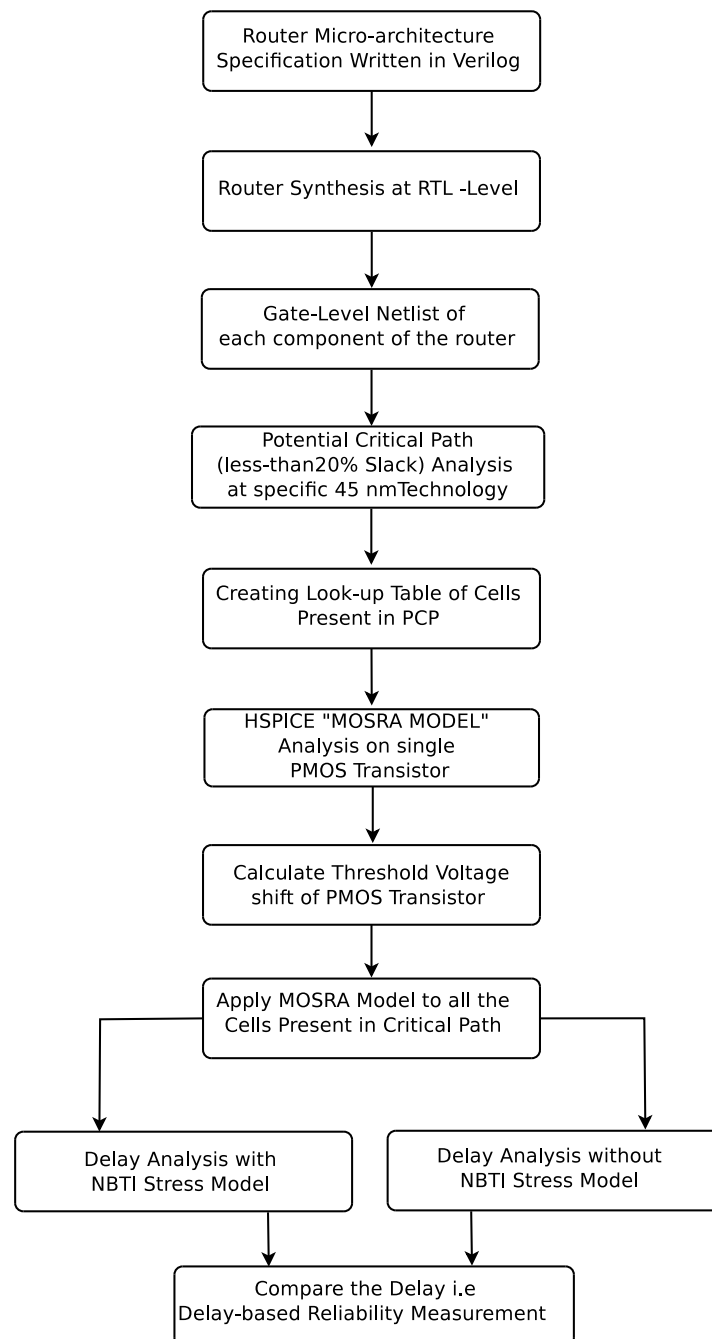 Router Micro-architecture
Specification Written in Verilog
Router Synthesis at RTL -Level
Gate-Level Netlist of
each component of the router
Potential Critical Path
(less-than20% Slack) Analysis
at specific 45 nmTechnology
Creating Look-up Table of Cells
Present in PCP
HSPICE "MOSRA MODEL"
Analysis on single
PMOS Transistor
Calculate Threshold Voltage
shift of PMOS Transistor
Apply MOSRA Model to all the
Cells Present in Critical Path
Delay Analysis with
NBTI Stress Model
Delay Analysis without
NBTI Stress Model
Compare the Delay i.e
Delay-based Reliability Measurement